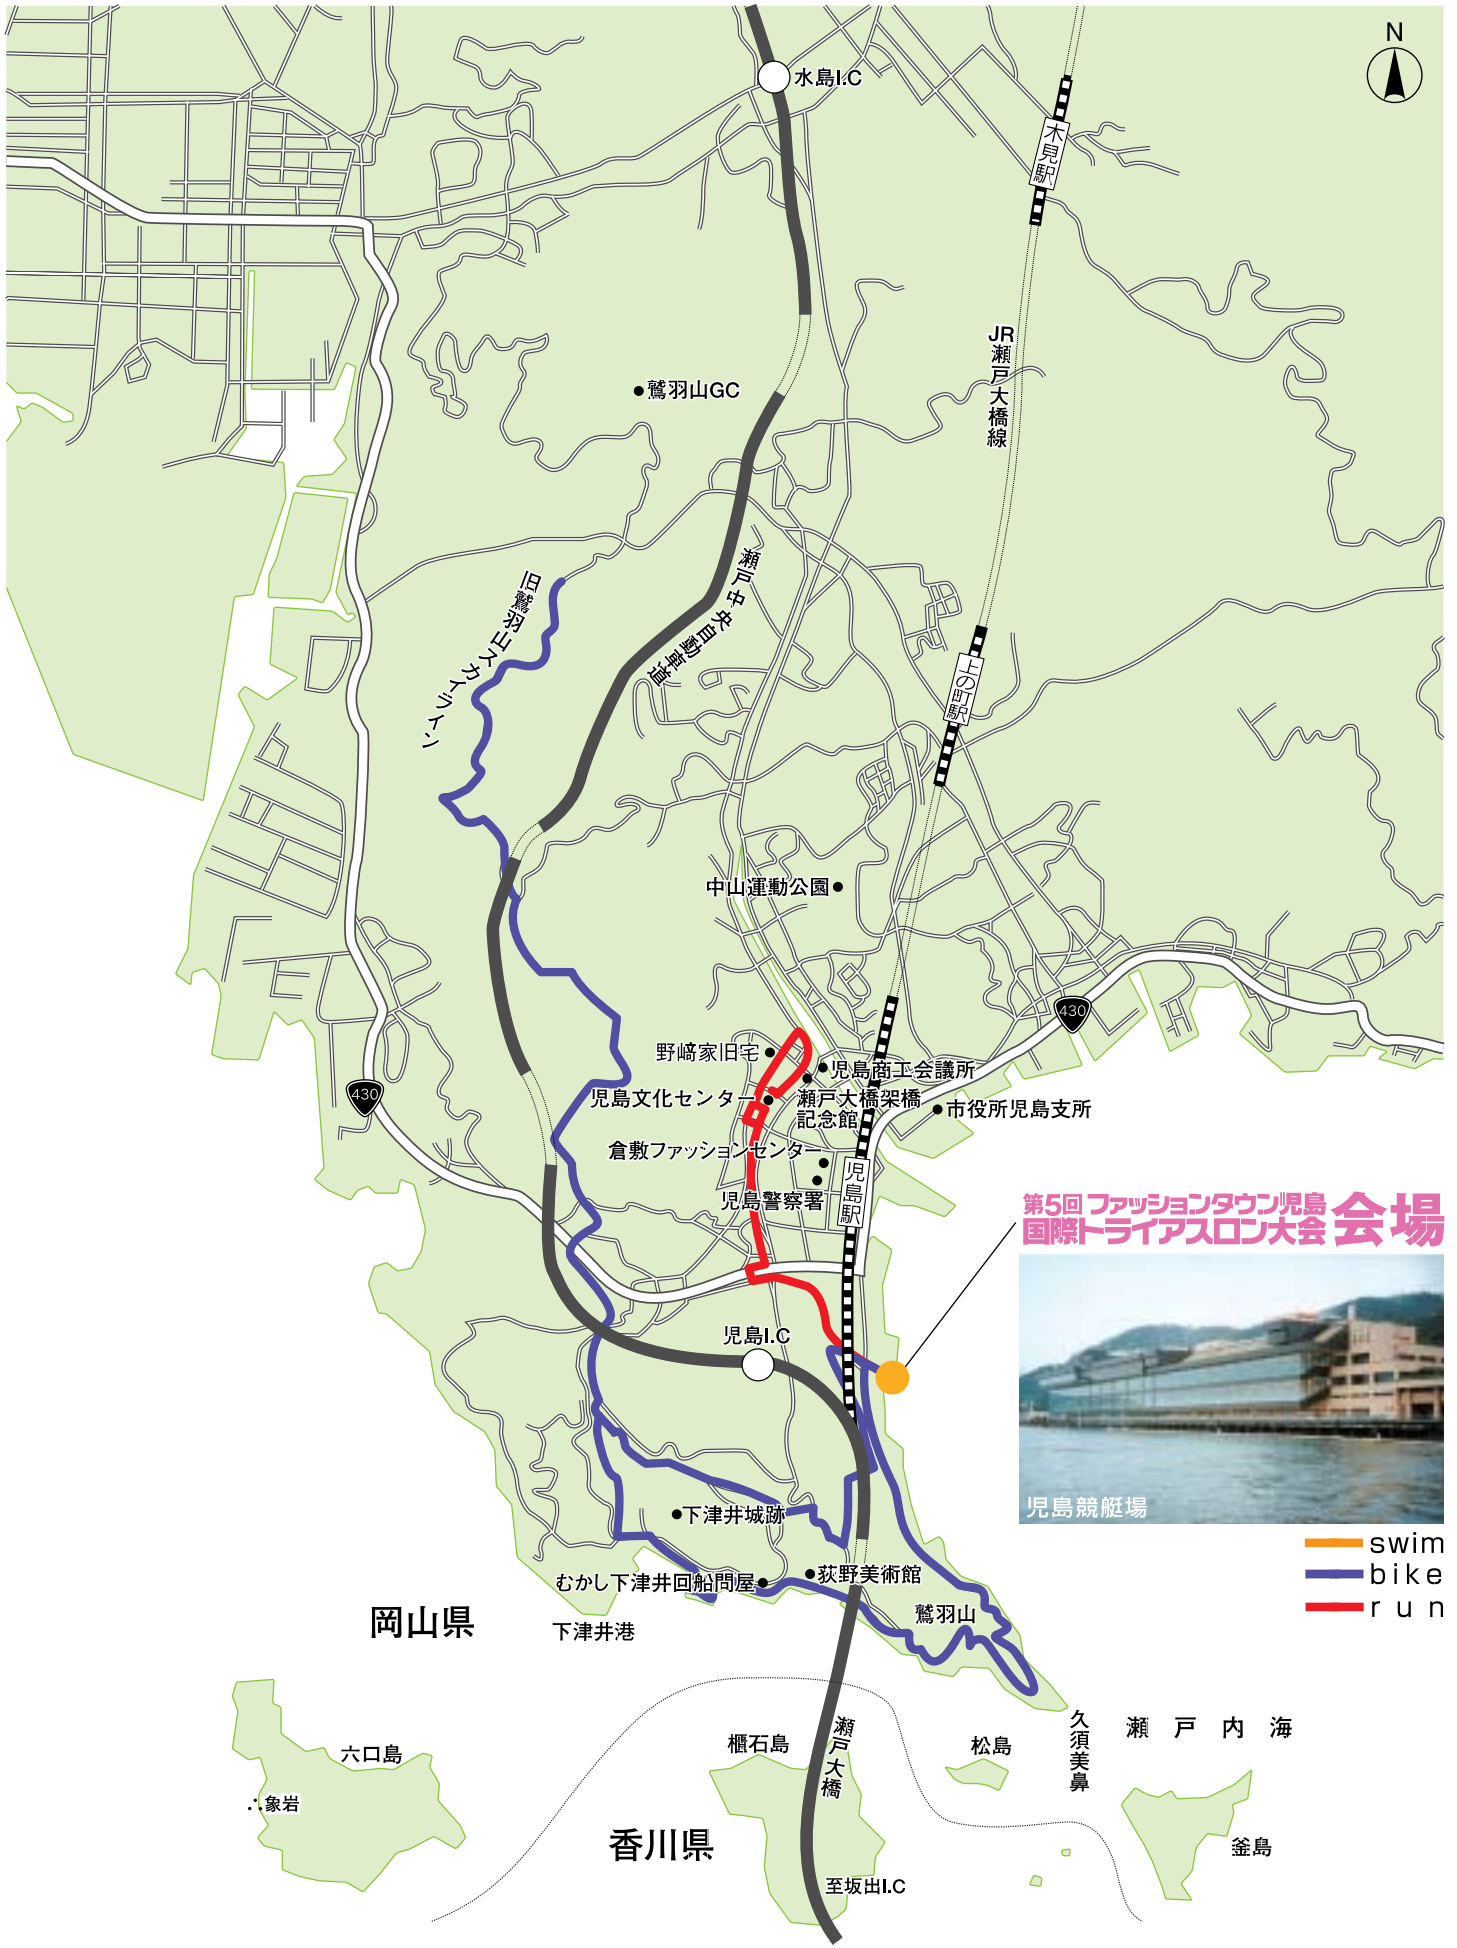 N
水島I.C
木見駅
JR瀬戸大橋線
鷲羽山GC
瀬戸中央自動車道
旧鷲羽山スカイライン
上の町駅
中山運動公園
430
野﨑家旧宅
児島商工会議所
児島文化センター
瀬戸大橋架橋
記念館
市役所児島支所
430
倉敷ファッションセンター
児島駅
児島警察署
第5回ファッションタウン児島
国際トライアスロン大会
会場
児島I.C
児島競艇場
下津井城跡
swim
bike
run
荻野美術館
むかし下津井回船問屋
鷲羽山
岡山県
下津井港
久須美鼻
瀬戸内海
瀬戸大橋
櫃石島
松島
六口島
象岩
香川県
釜島
至坂出I.C